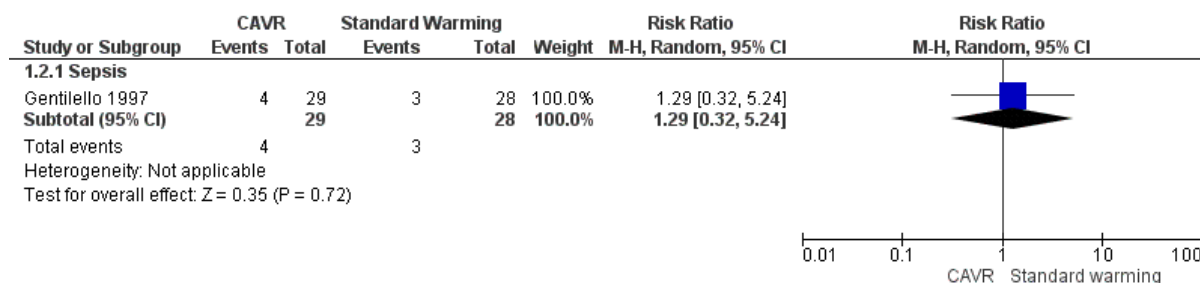 CAVR Standard Warming Risk Ratio Risk Ratio
Study or Subgroup Events Total Events Total Weight M-H, Random, 95% CI M-H, Random, 95% CI
1.2.1 Sepsis
Gentilello 1997 4 29 3 28 100.0% 1.29 [0.32, 5.24]
Subtotal (95% CI) 29 28 100.0% 1.29 [0.32, 5.24]
Total events 4 3
Heterogeneity: Not applicable
Test for overall effect: Z = 0.35 (P = 0.72)
0.01 0.1 1 10 100
CAVR Standard warming